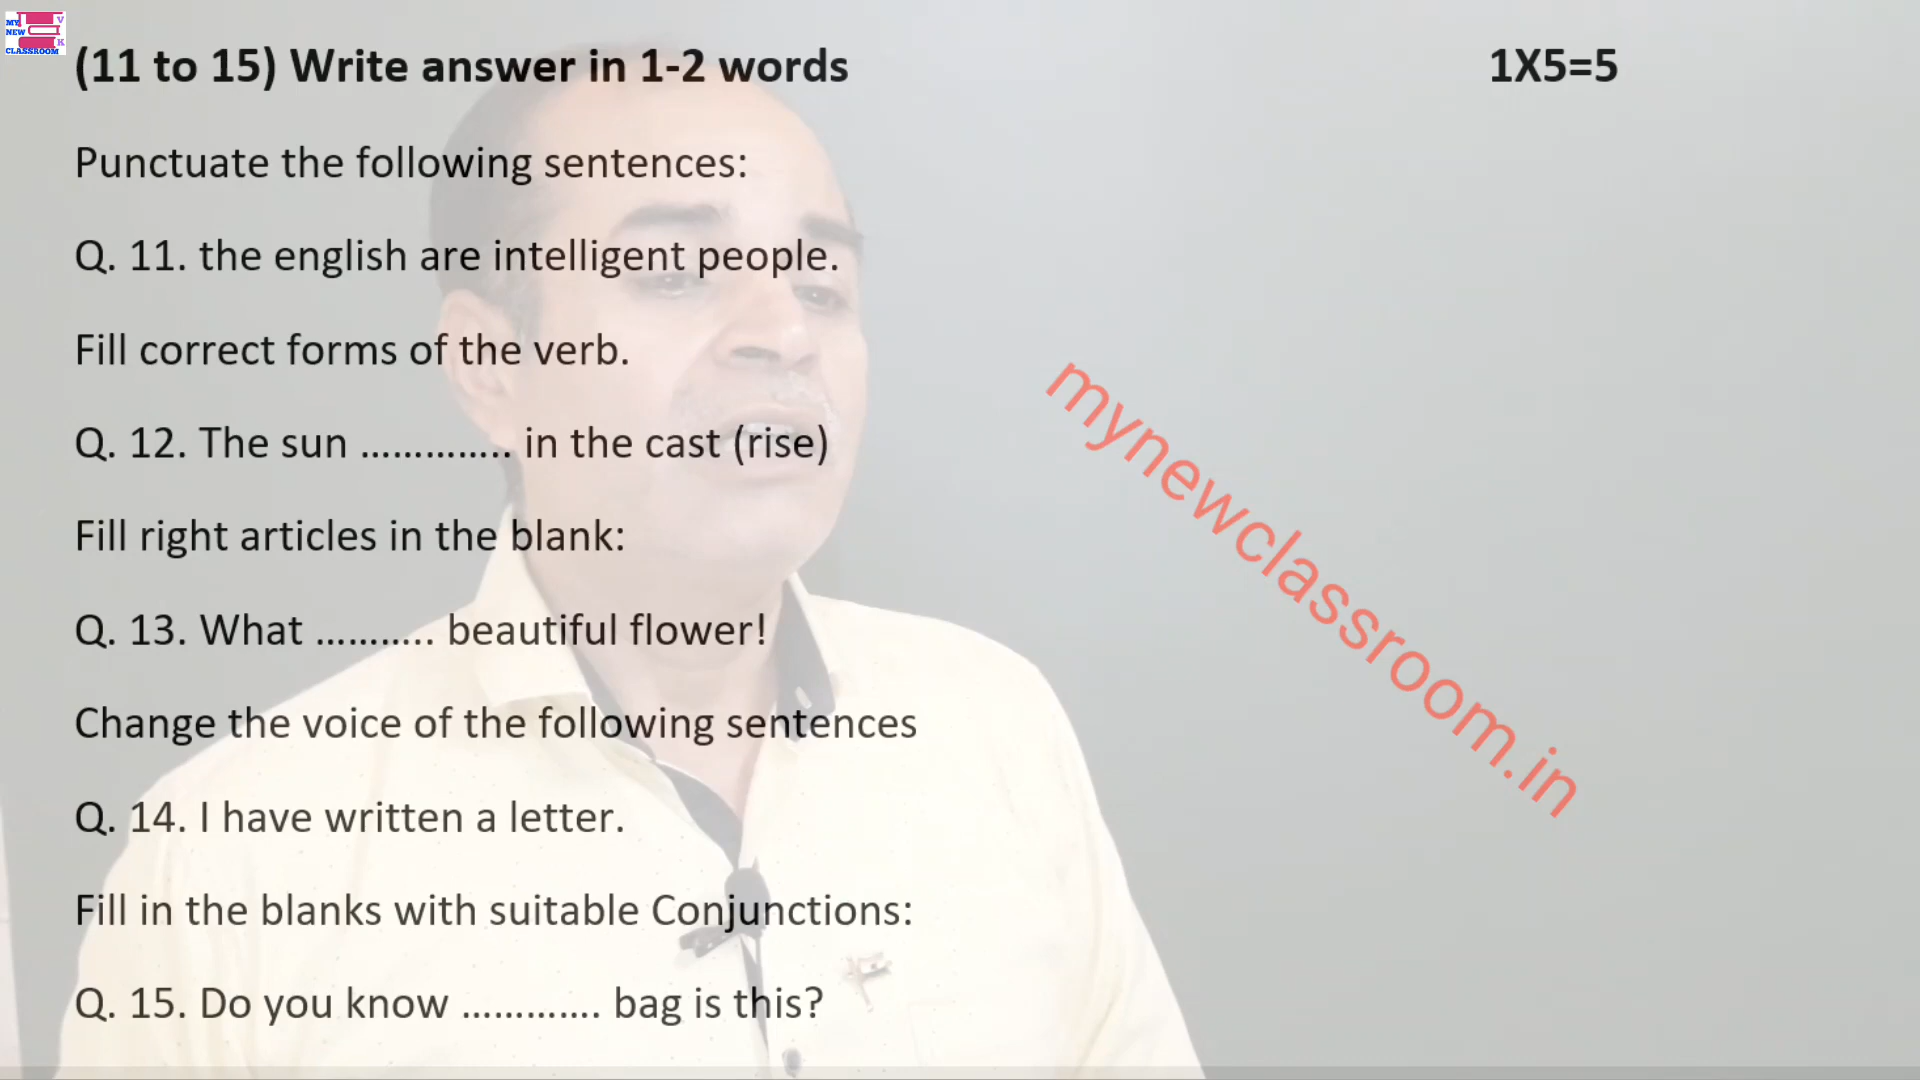 MY NEW CLASSROOM V K
(11 to 15) Write answer in 1-2 words 1X5=5
Punctuate the following sentences:
Q. 11. the english are intelligent people.
Fill correct forms of the verb.
Q. 12. The sun .............. in the cast (rise)
Fill right articles in the blank:
Q. 13. What ........... beautiful flower!
Change the voice of the following sentences
Q. 14. I have written a letter.
Fill in the blanks with suitable Conjunctions:
Q. 15. Do you know ............. bag is this?
mynewclassroom.in